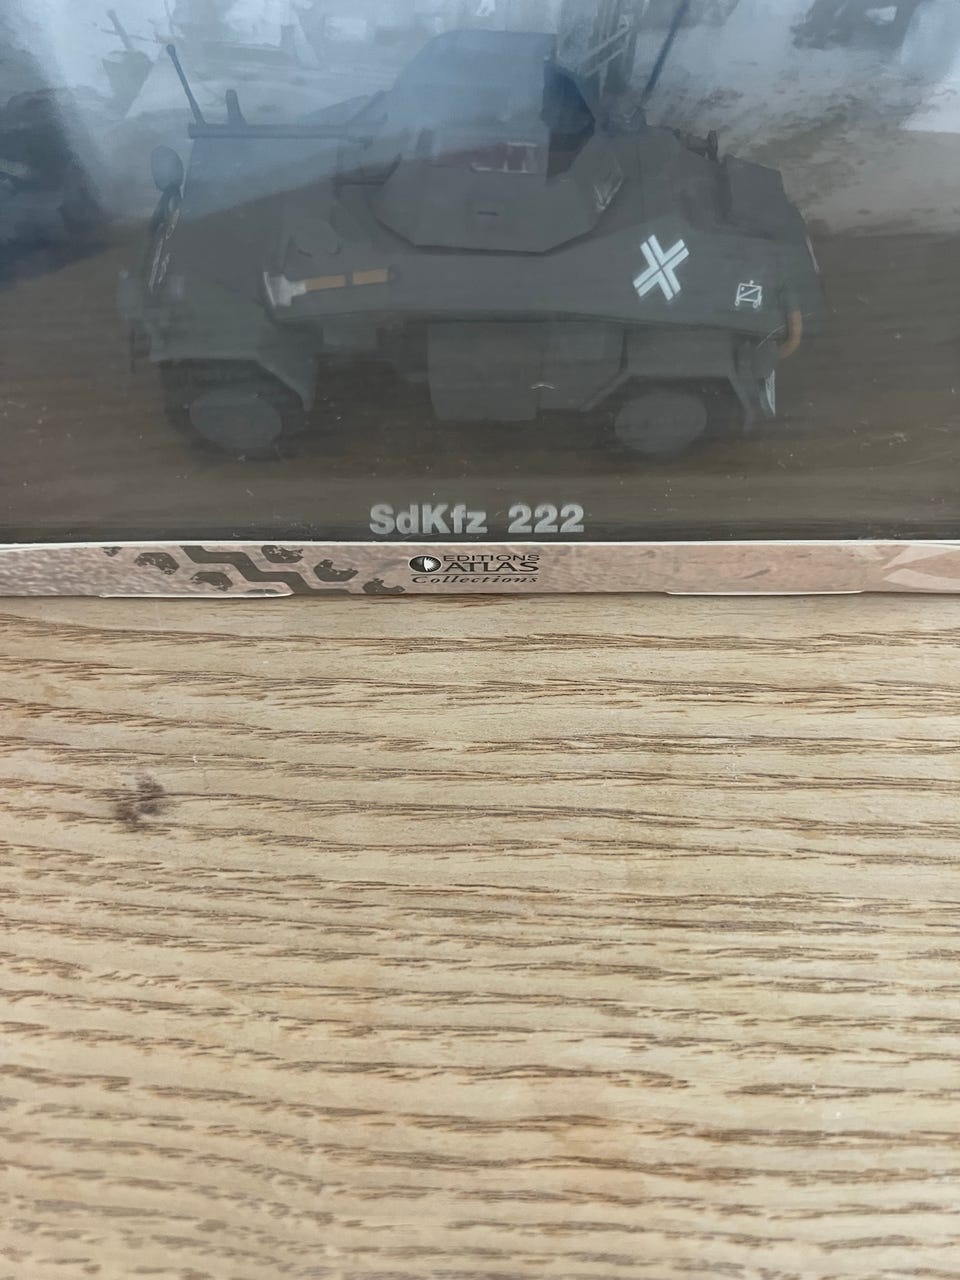 SdKfz 222
EDITIONS
ATLAS
Collections